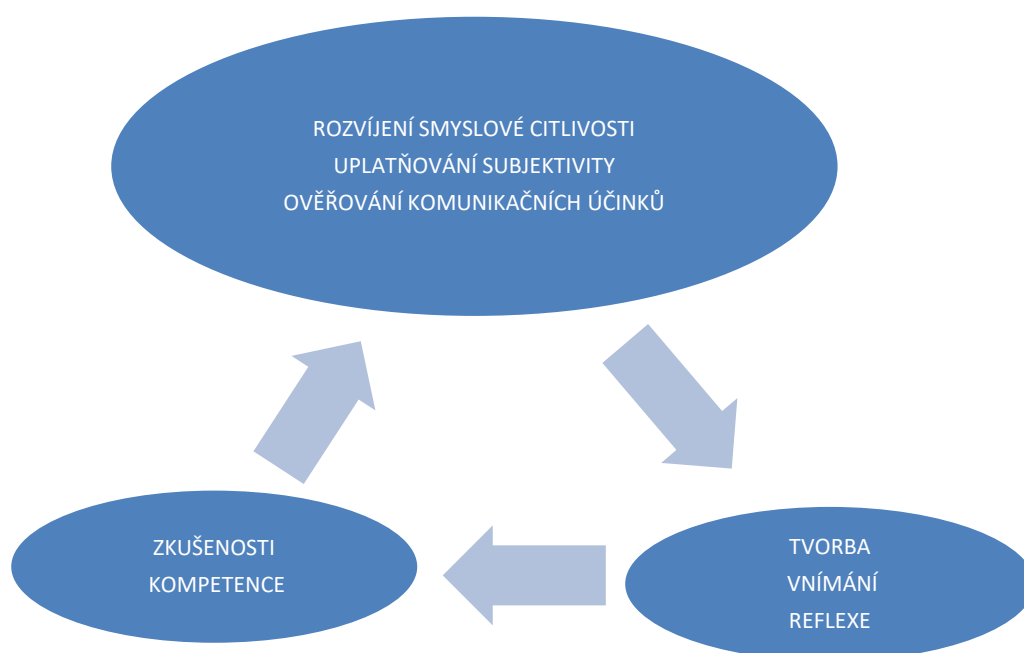 ROZVÍJENÍ SMYSLOVÉ CITLIVOSTI
UPLATŇOVÁNÍ SUBJEKTIVITY
OVĚŘOVÁNÍ KOMUNIKAČNÍCH ÚČINKŮ
ZKUŠENOSTI
KOMPETENCE
TVORBA
VNÍMÁNÍ
REFLEXE